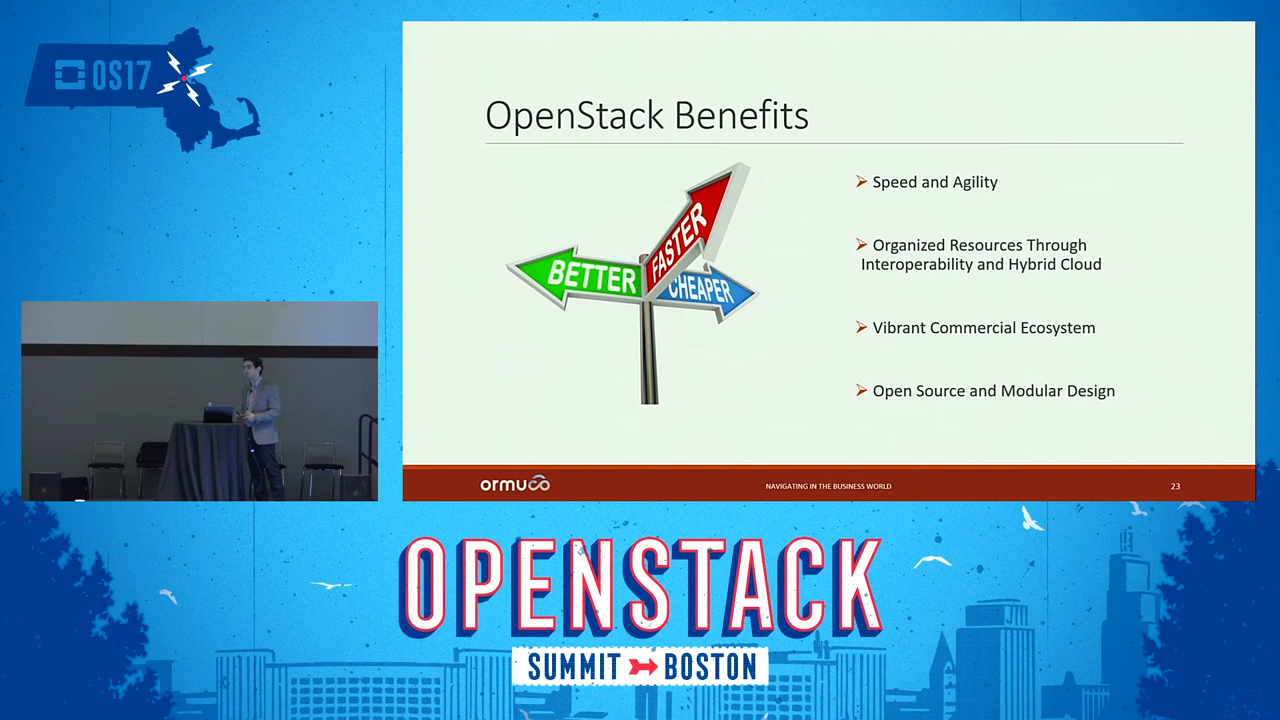 OS17
OpenStack Benefits
BETTER
FASTER
CHEAPER
Speed and Agility
Organized Resources Through
Interoperability and Hybrid Cloud
Vibrant Commercial Ecosystem
Open Source and Modular Design
ormuco
NAVIGATING IN THE BUSINESS WORLD
23
OPENSTACK
SUMMIT BOSTON